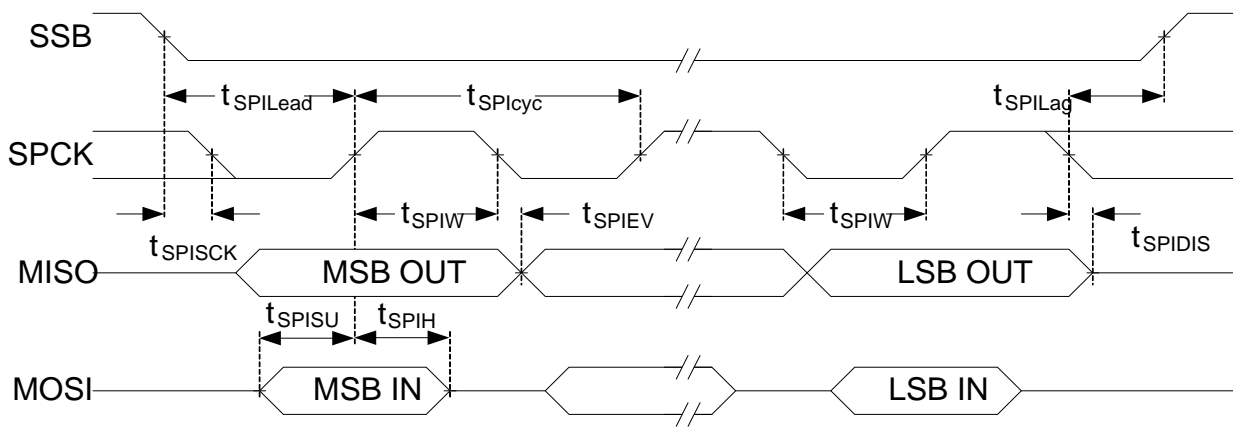 SSB
tSPILead
tSPIcyc
tSPILag
SPCK
tSPIW
tSPIEV
tSPIW
tSPISCK
tSPIDIS
MISO
MSB OUT
LSB OUT
tSPISU
tSPIH
MOSI
MSB IN
LSB IN